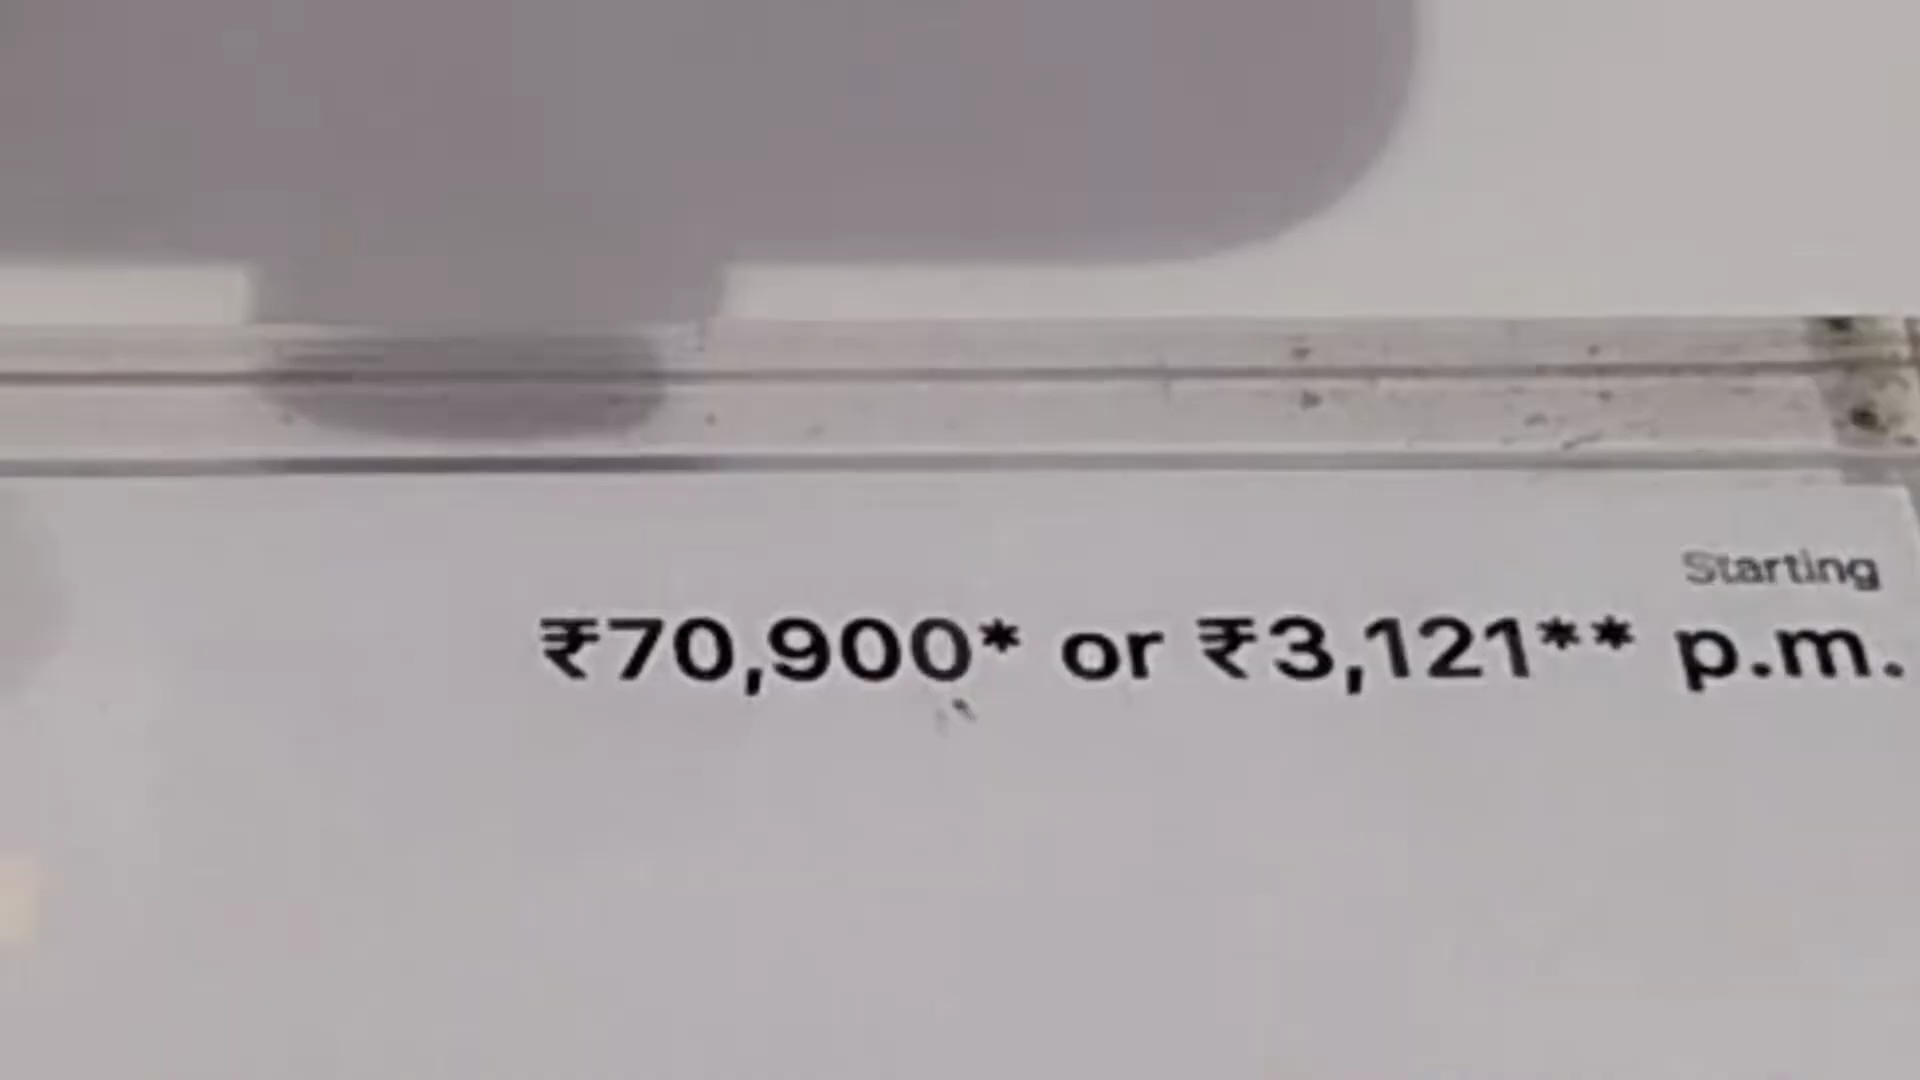 Starting
₹70,900* or ₹3,121** p.m.